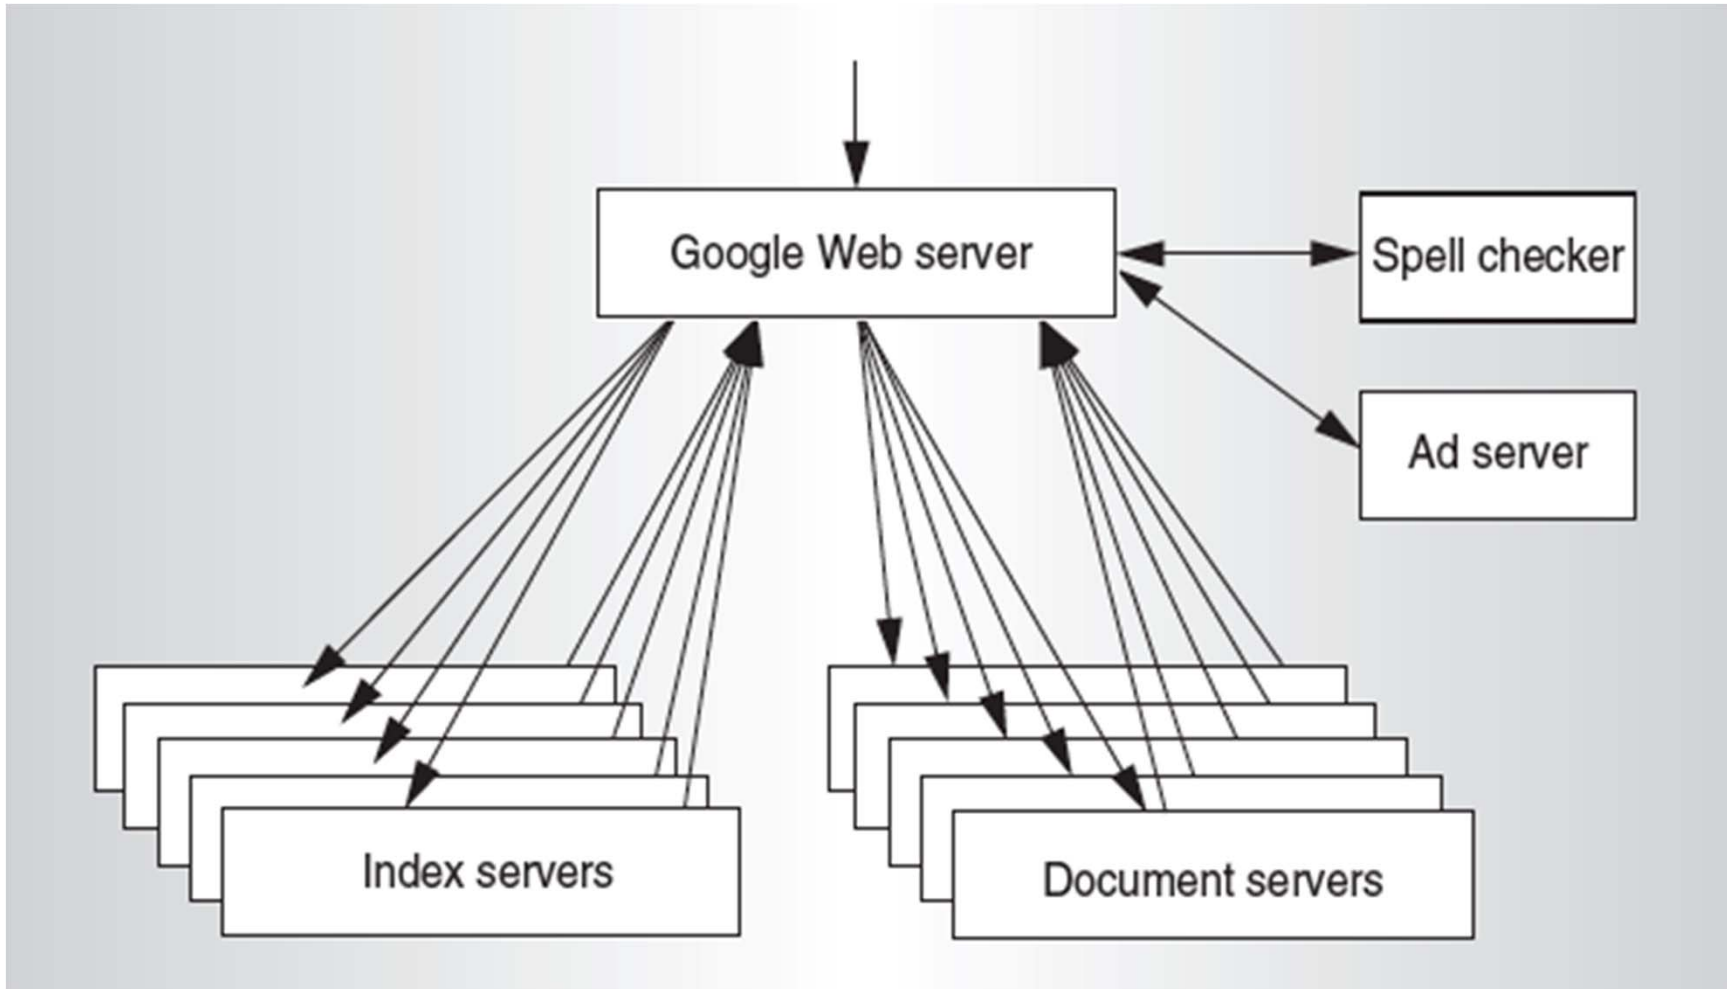 Google Web server
Spell checker
Ad server
Index servers
Document servers